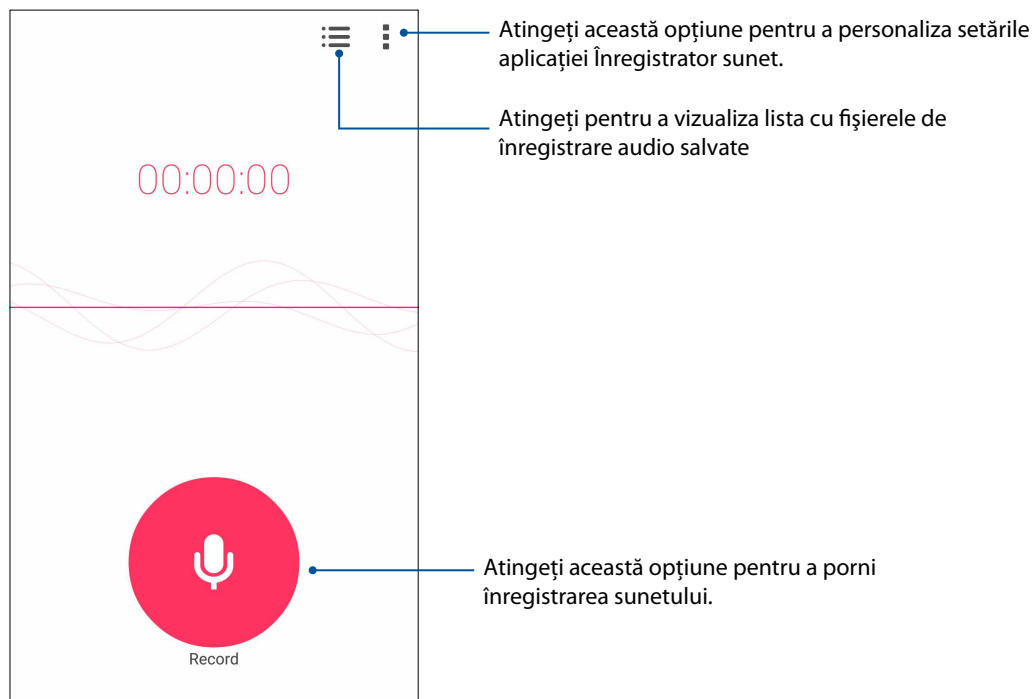 Atingeți această opțiune pentru a personaliza setările
aplicației Înregistrator sunet.
Atingeți pentru a vizualiza lista cu fişierele de
înregistrare audio salvate
00:00:00
Atingeți această opțiune pentru a porni
înregistrarea sunetului.
Record